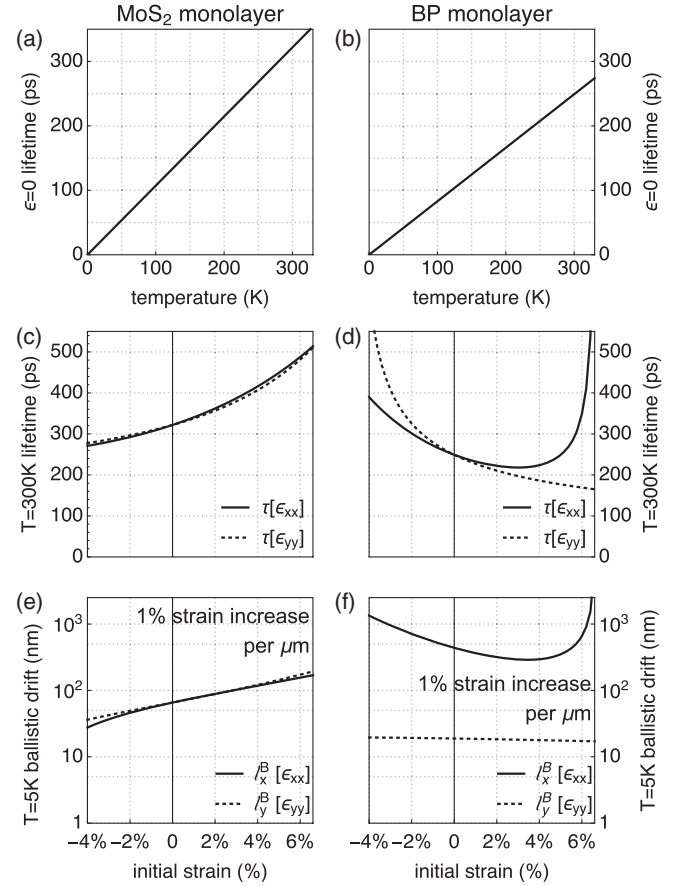 MoS₂ monolayer
BP monolayer
(a)
ϵ=0 lifetime (ps)
300
200
100
0
0
100
200
300
temperature (K)
(b)
ϵ=0 lifetime (ps)
300
200
100
0
0
100
200
300
temperature (K)
(c)
T=300K lifetime (ps)
500
400
300
200
100
0
τ[ϵxx]
τ[ϵyy]
(d)
T=300K lifetime (ps)
500
400
300
200
100
0
τ[ϵxx]
τ[ϵyy]
(e)
T=5K ballistic drift (nm)
10³
10²
10
1
1% strain increase
per μm
lₓᴮ [ϵxx]
l_yᴮ [ϵyy]
-4%
-2%
0
2%
4%
6%
initial strain (%)
(f)
T=5K ballistic drift (nm)
10³
10²
10
1
1% strain increase
per μm
lₓᴮ [ϵxx]
l_yᴮ [ϵyy]
-4%
-2%
0
2%
4%
6%
initial strain (%)